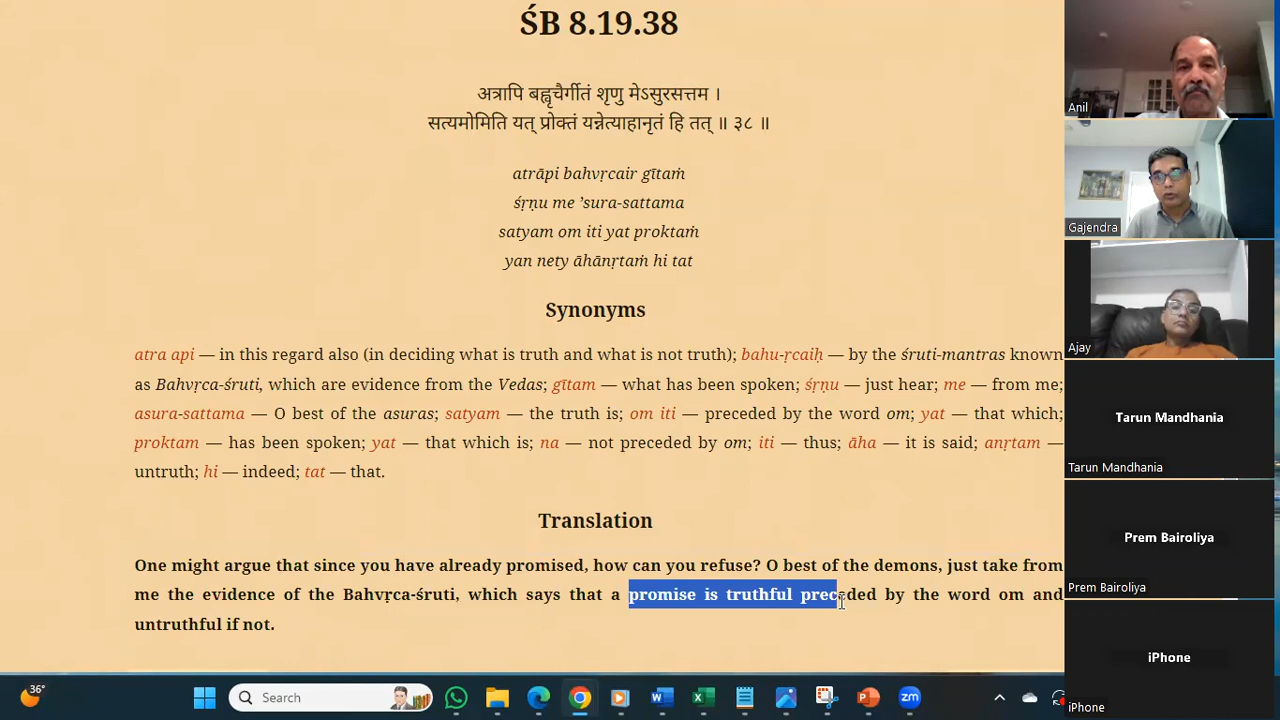 ŚB 8.19.38
अत्रापि बह्वृचैर्गीतं श‍ृणु मेऽसुरसत्तम ।
सत्यमोमिति यत् प्रोक्तं यन्नेत्याहानृतं हि तत् ॥ ३८ ॥
atrāpi bahvṛcair gītaṁ
śṛṇu me ’sura-sattama
satyam om iti yat proktaṁ
yan nety āhānṛtaṁ hi tat
Synonyms
atra api — in this regard also (in deciding what is truth and what is not truth); bahu-ṛcaiḥ — by the śruti-mantras known
as Bahvṛca-śruti, which are evidence from the Vedas; gītam — what has been spoken; śṛṇu — just hear; me — from me;
asura-sattama — O best of the asuras; satyam — the truth is; om iti — preceded by the word om; yat — that which;
proktam — has been spoken; yat — that which is; na — not preceded by om; iti — thus; āha — it is said; anṛtam —
untruth; hi — indeed; tat — that.
Translation
One might argue that since you have already promised, how can you refuse? O best of the demons, just take from
me the evidence of the Bahvṛca-śruti, which says that a promise is truthful preceded by the word om and
untruthful if not.
Anil
Gajendra
Ajay
Tarun Mandhania
Tarun Mandhania
Prem Bairoliya
Prem Bairoliya
iPhone
iPhone
36°
Search
zm